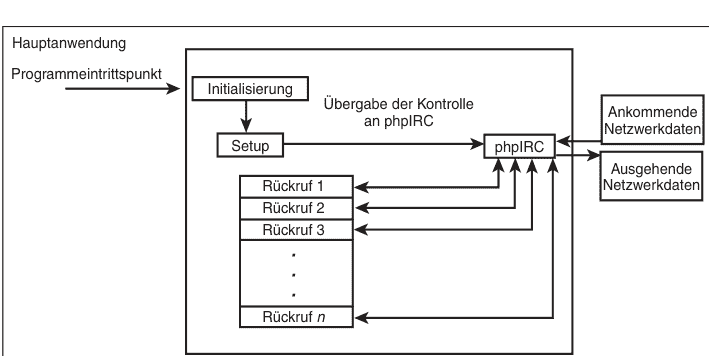 Hauptanwendung
Programmeintrittspunkt
Initialisierung
Übergabe der Kontrolle
an phpIRC
Setup
phpIRC
Ankommende
Netzwerkdaten
Ausgehende
Netzwerkdaten
Rückruf 1
Rückruf 2
Rückruf 3
.
.
.
Rückruf n